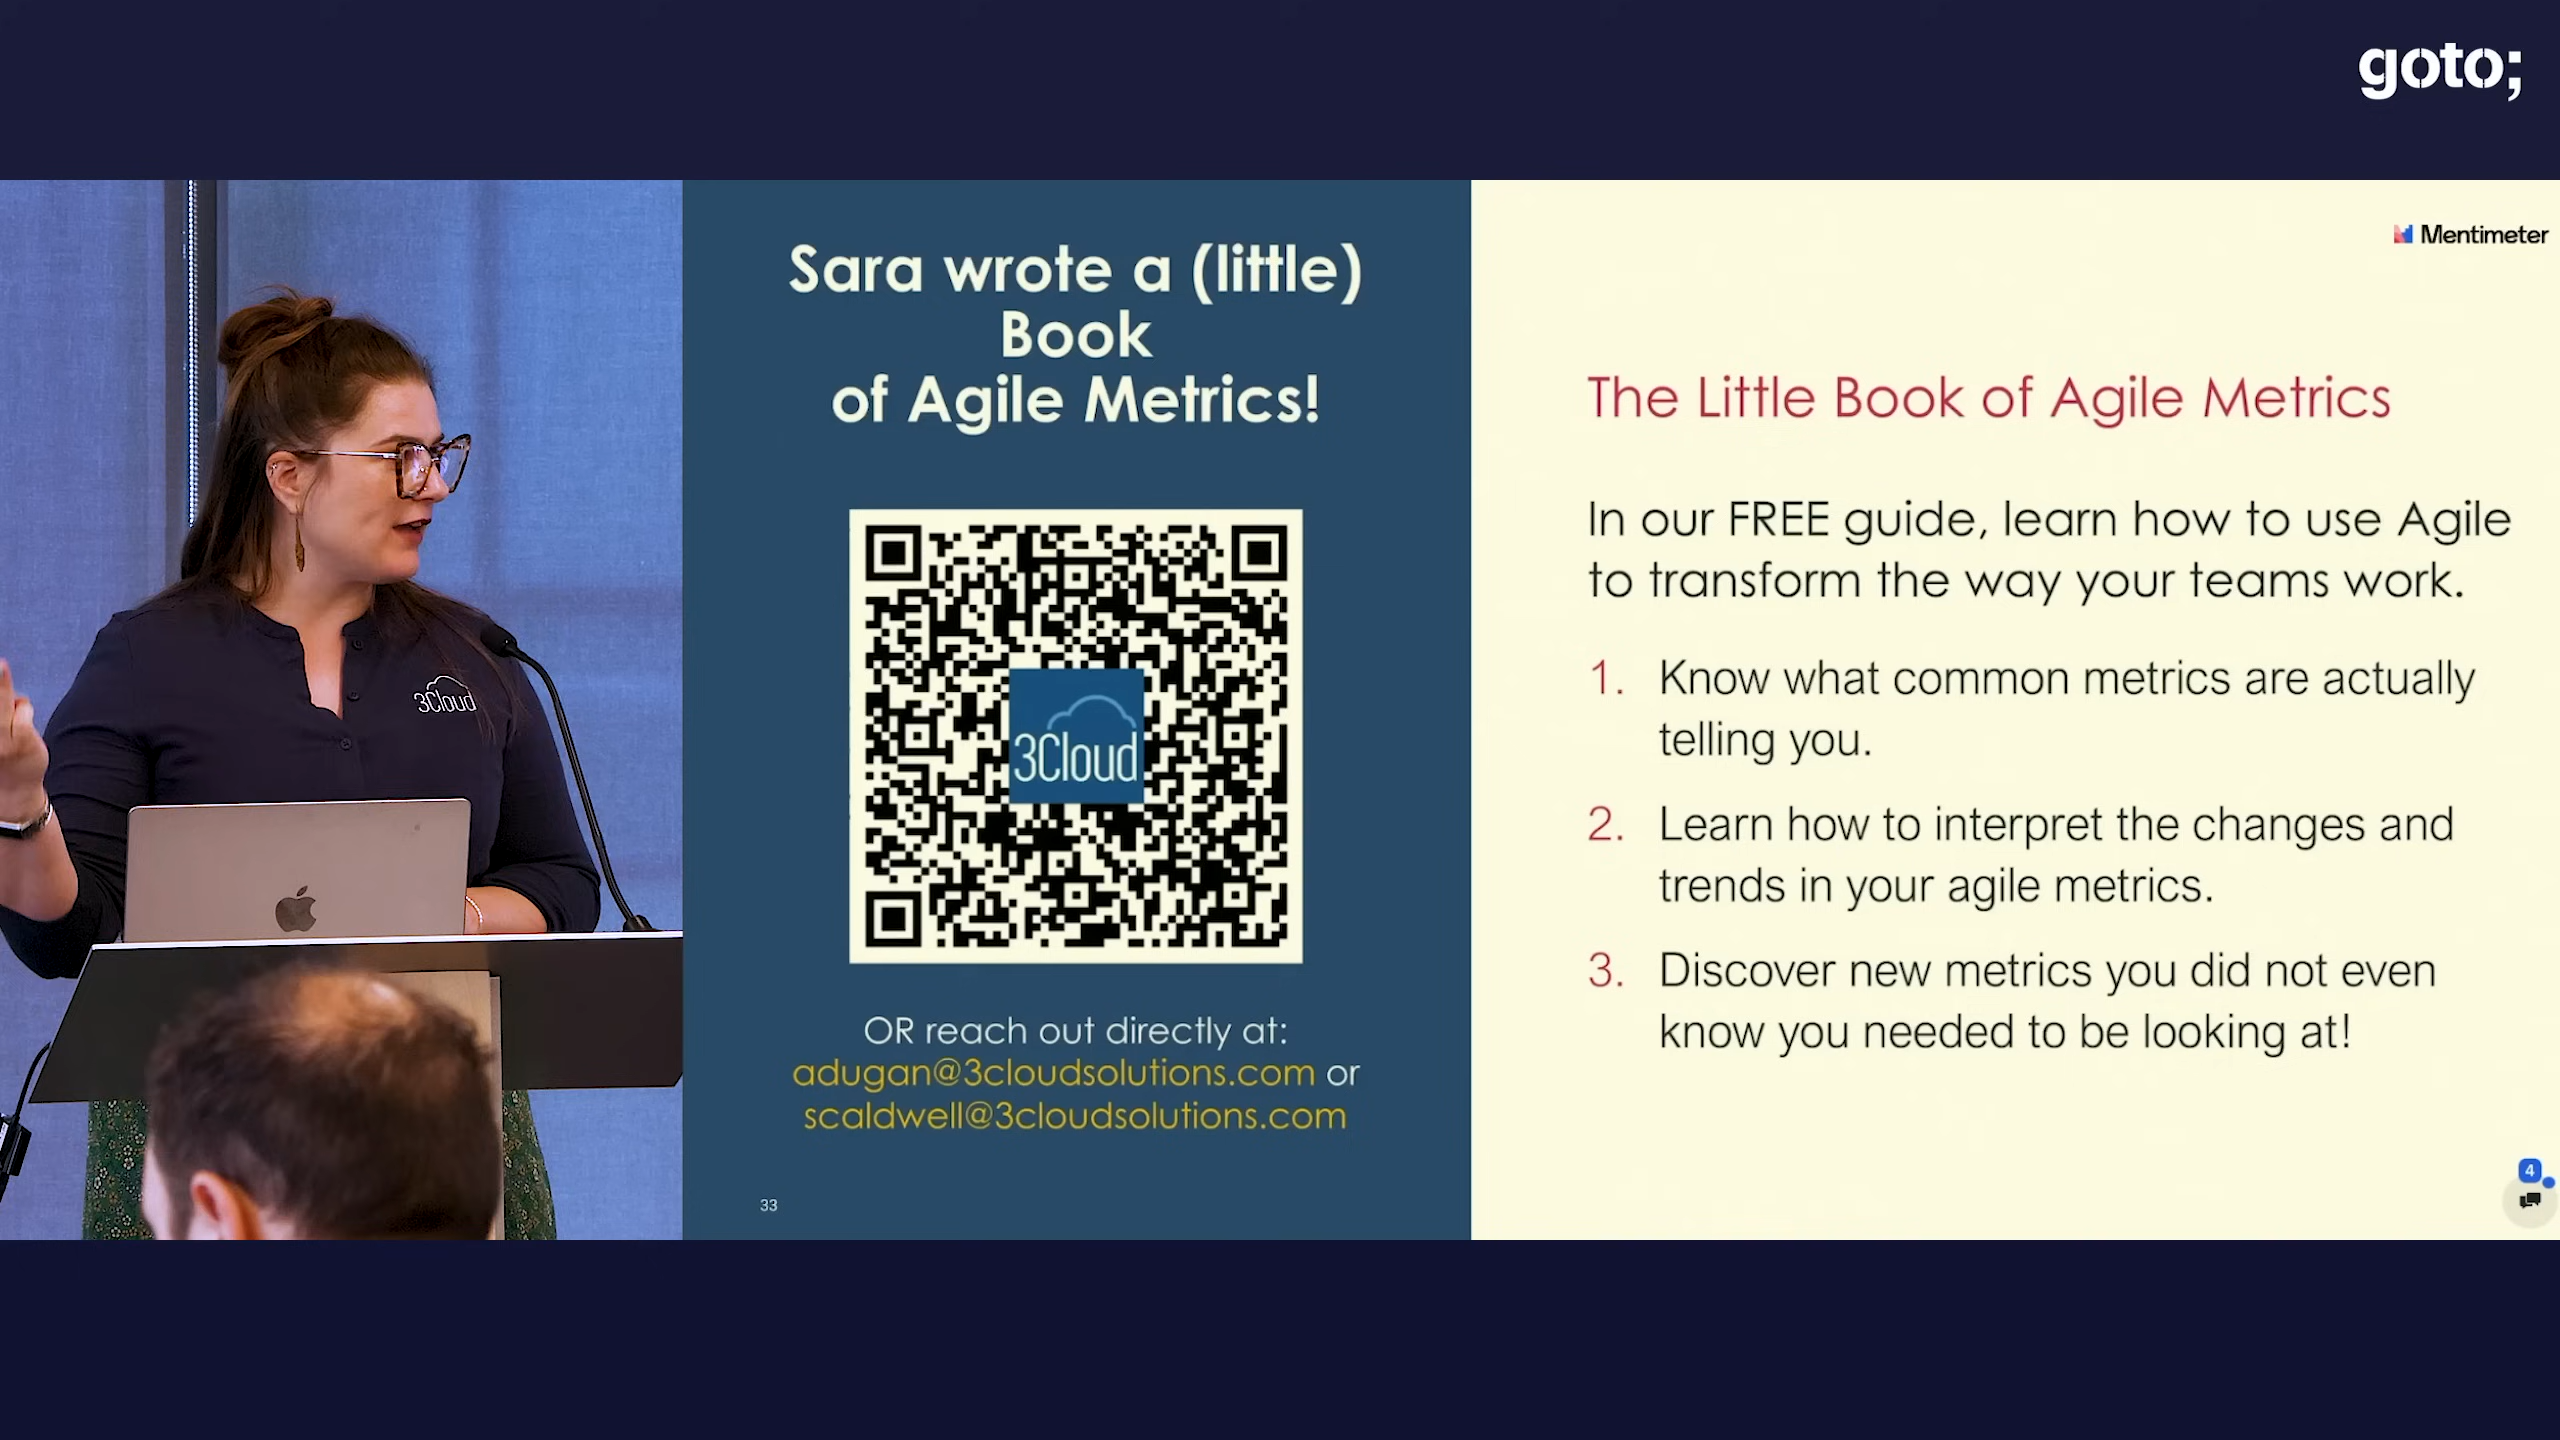 goto;
3Cloud
Sara wrote a (little)
Book
of Agile Metrics!
3Cloud
OR reach out directly at:
adugan@3cloudsolutions.com or
scaldwell@3cloudsolutions.com
33
Mentimeter
The Little Book of Agile Metrics
In our FREE guide, learn how to use Agile
to transform the way your teams work.
1. Know what common metrics are actually
telling you.
2. Learn how to interpret the changes and
trends in your agile metrics.
3. Discover new metrics you did not even
know you needed to be looking at!
4